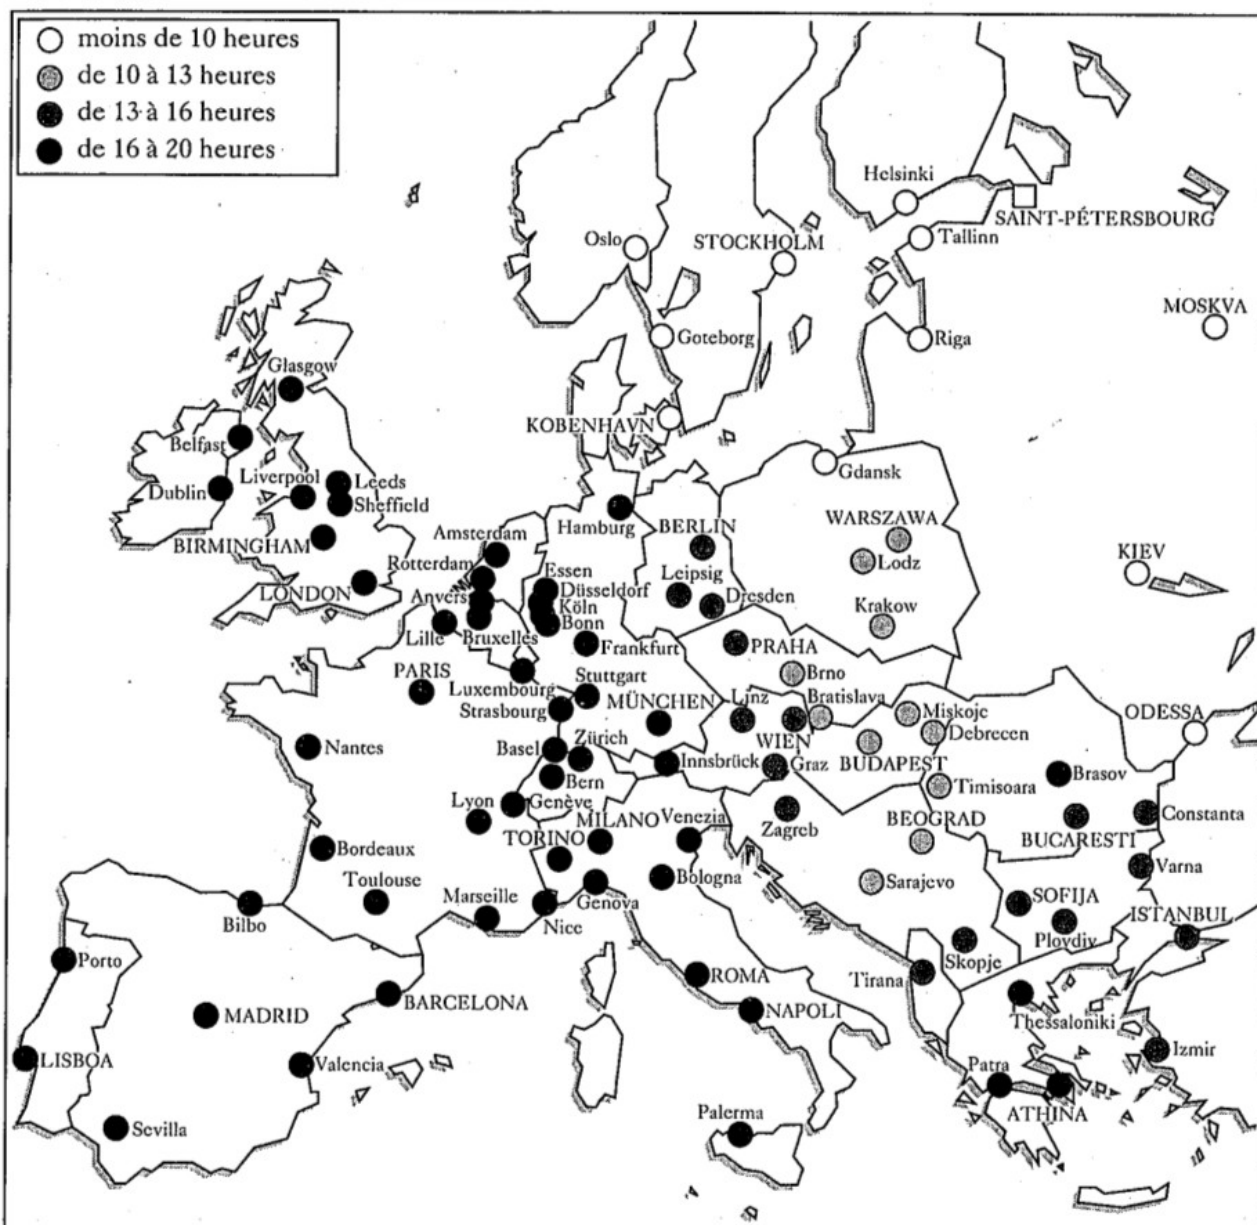 moins de 10 heures
de 10 à 13 heures
de 13 à 16 heures
de 16 à 20 heures
Helsinki
SAINT-PÉTERSBOURG
Oslo
STOCKHOLM
Tallinn
MOSKVA
Goteborg
Riga
Glasgow
KOBENHAVN
Belfast
Gdansk
Liverpool
Leeds
Dublin
Sheffield
Hamburg
BERLIN
WARSZAWA
BIRMINGHAM
Amsterdam
KIEV
Lodz
Rotterdam
Essen
Leipsig
LONDON
Düsseldorf
Anvers
Köln
Dresden
Krakow
Bonn
Lille
Bruxelles
Frankfurt
PRAHA
PARIS
Luxembourg
Stuttgart
Brno
Strasbourg
MÜNCHEN
Linz
Bratislava
Miskojc
ODESSA
Nantes
Basel
Zürich
WIEN
Debrecen
Innsbrück
Graz
BUDAPEST
Bern
Brasov
Timisoara
Lyon
Genève
MILANO
Venezia
Zagreb
BEOGRAD
Constanta
TORINO
BUCARESTI
Bordeaux
Varna
Toulouse
Bologna
Sarajevo
Marseille
Genova
SOFIJA
ISTANBUL
Bilbo
Nice
Plovdiv
Skopje
Porto
ROMA
Tirana
BARCELONA
MADRID
NAPOLI
Thessaloniki
LISBOA
Valencia
Izmir
Patra
Palerma
ATHINA
Sevilla